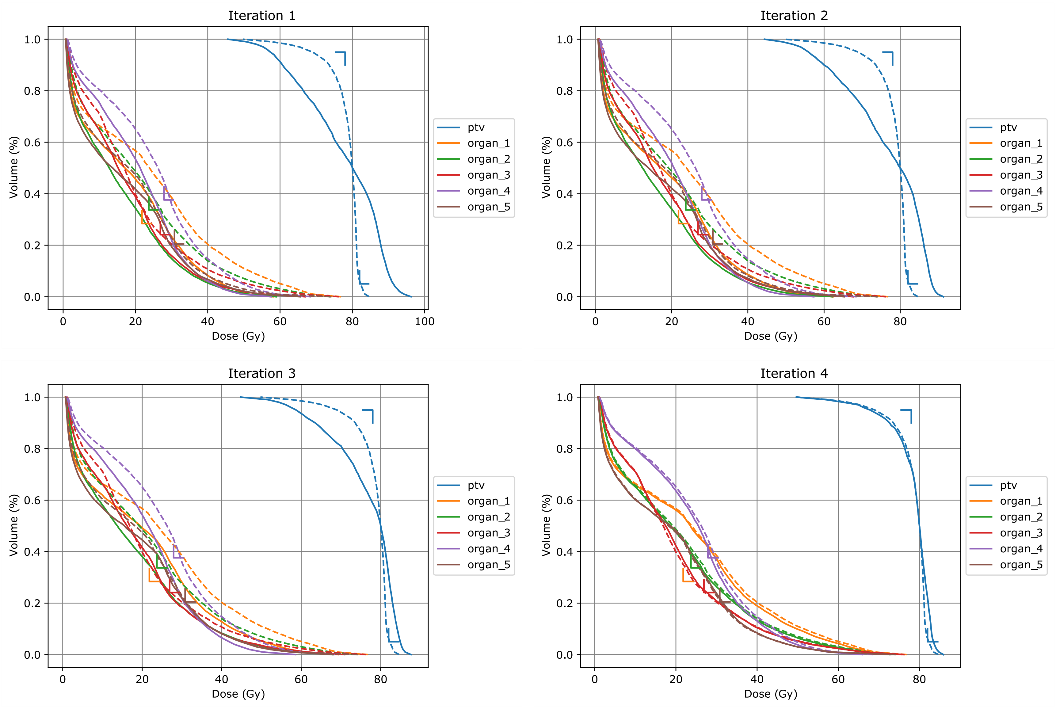 Iteration 1
Volume (%)
1.0
0.8
0.6
0.4
0.2
0.0
0
20
40
60
80
100
Dose (Gy)
ptv
organ_1
organ_2
organ_3
organ_4
organ_5
Iteration 2
Volume (%)
1.0
0.8
0.6
0.4
0.2
0.0
0
20
40
60
80
Dose (Gy)
ptv
organ_1
organ_2
organ_3
organ_4
organ_5
Iteration 3
Volume (%)
1.0
0.8
0.6
0.4
0.2
0.0
0
20
40
60
80
Dose (Gy)
ptv
organ_1
organ_2
organ_3
organ_4
organ_5
Iteration 4
Volume (%)
1.0
0.8
0.6
0.4
0.2
0.0
0
20
40
60
80
Dose (Gy)
ptv
organ_1
organ_2
organ_3
organ_4
organ_5